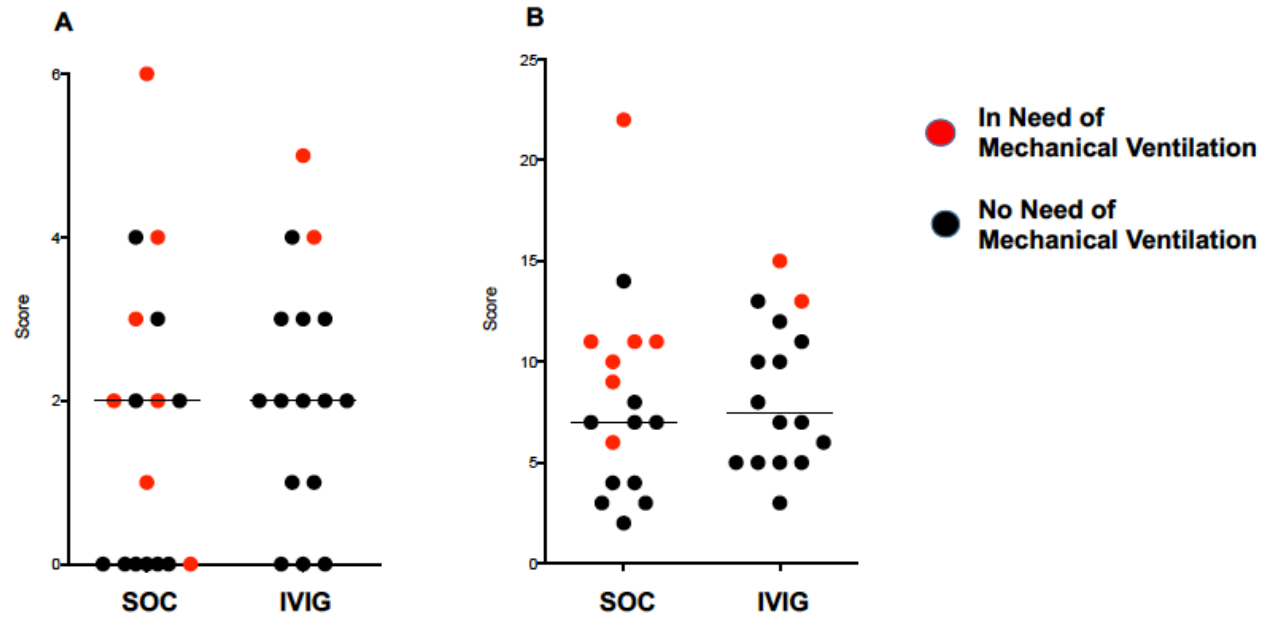 A
B
6
4
2
0
Score
SOC
IVIG
25
20
15
10
5
0
Score
SOC
IVIG
In Need of
Mechanical Ventilation
No Need of
Mechanical Ventilation